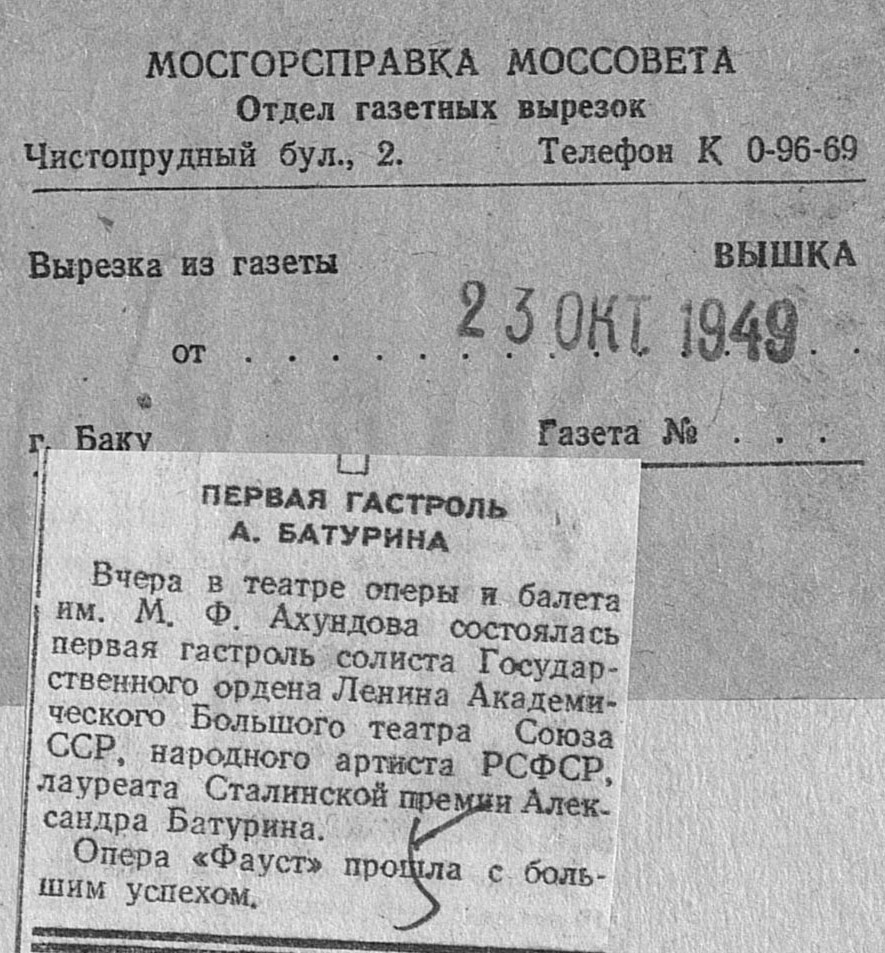 МОСГОРСПРАВКА МОССОВЕТА
Отдел газетных вырезок
Чистопрудный бул., 2. Телефон К 0-96-69
Вырезка из газеты ВЫШКА
от . . . . . . . . . . . . . . 23 ОКТ. 1949
г. Баку Газета № . . .
ПЕРВАЯ ГАСТРОЛЬ
А. БАТУРИНА
Вчера в театре оперы и балета
им. М. Ф. Ахундова состоялась
первая гастроль солиста Государ-
ственного ордена Ленина Академи-
ческого Большого театра Союза
ССР, народного артиста РСФСР,
лауреата Сталинской премии Алек-
сандра Батурина.
Опера «Фауст» прошла с боль-
шим успехом.